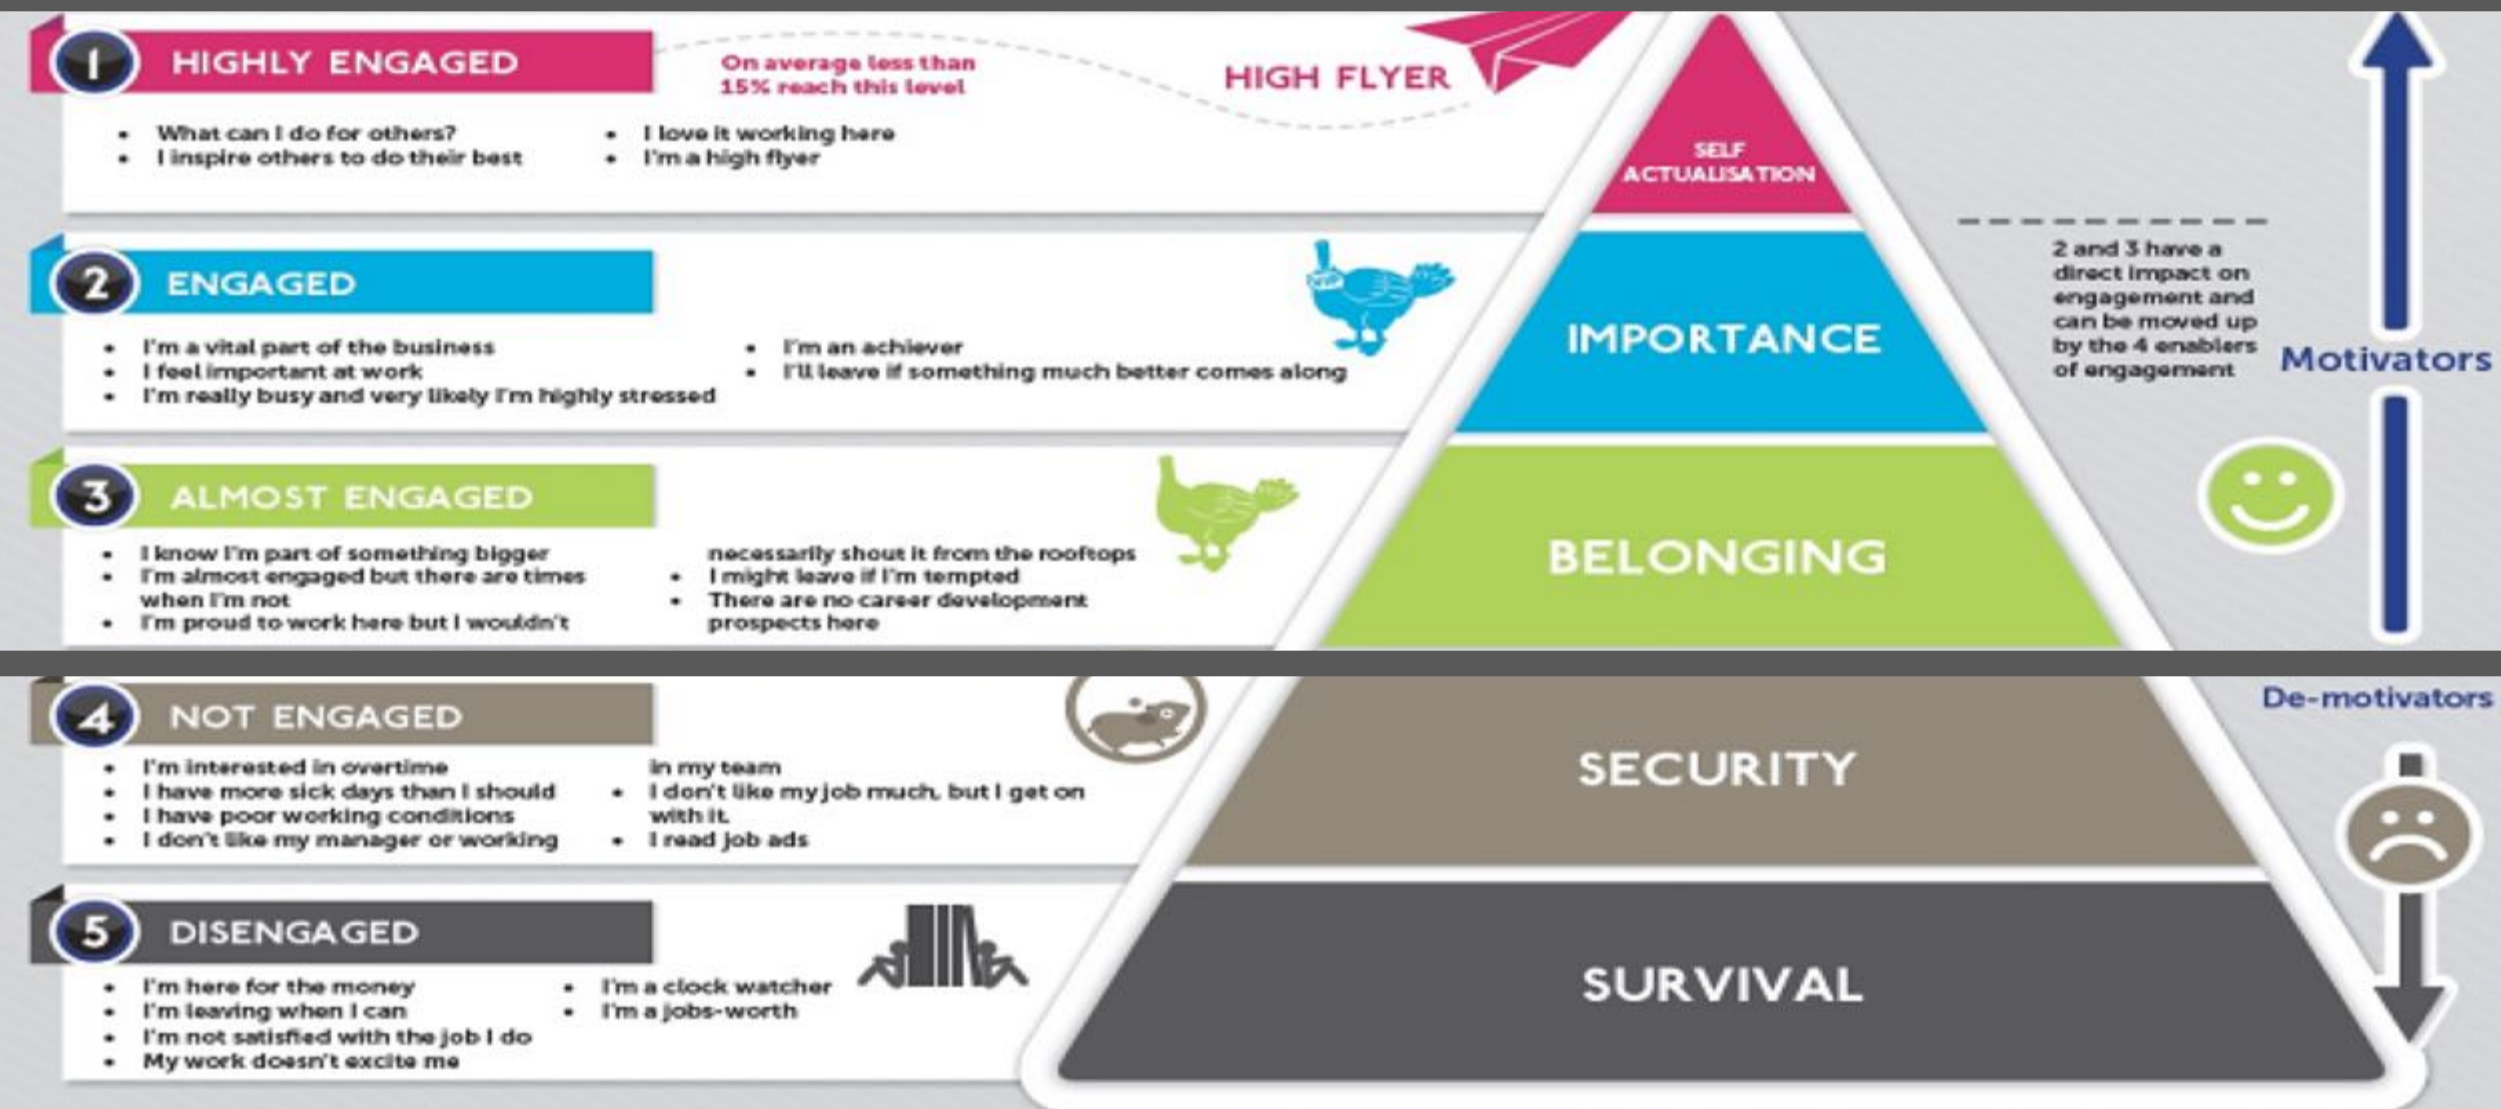 1 HIGHLY ENGAGED
On average less than
15% reach this level
HIGH FLYER
• What can I do for others?
• I inspire others to do their best
• I love it working here
• I'm a high flyer
SELF
ACTUALISATION
2 ENGAGED
• I'm a vital part of the business
• I feel important at work
• I'm really busy and very likely I'm highly stressed
• I'm an achiever
• I'll leave if something much better comes along
VIP
IMPORTANCE
2 and 3 have a
direct impact on
engagement and
can be moved up
by the 4 enablers
of engagement
Motivators
3 ALMOST ENGAGED
• I know I'm part of something bigger
• I'm almost engaged but there are times
when I'm not
• I'm proud to work here but I wouldn't
necessarily shout it from the rooftops
• I might leave if I'm tempted
• There are no career development
prospects here
BELONGING
4 NOT ENGAGED
• I'm interested in overtime
• I have more sick days than I should
• I have poor working conditions
• I don't like my manager or working
in my team
• I don't like my job much, but I get on
with it.
• I read job ads
SECURITY
De-motivators
5 DISENGAGED
• I'm here for the money
• I'm leaving when I can
• I'm not satisfied with the job I do
• My work doesn't excite me
• I'm a clock watcher
• I'm a jobs-worth
SURVIVAL